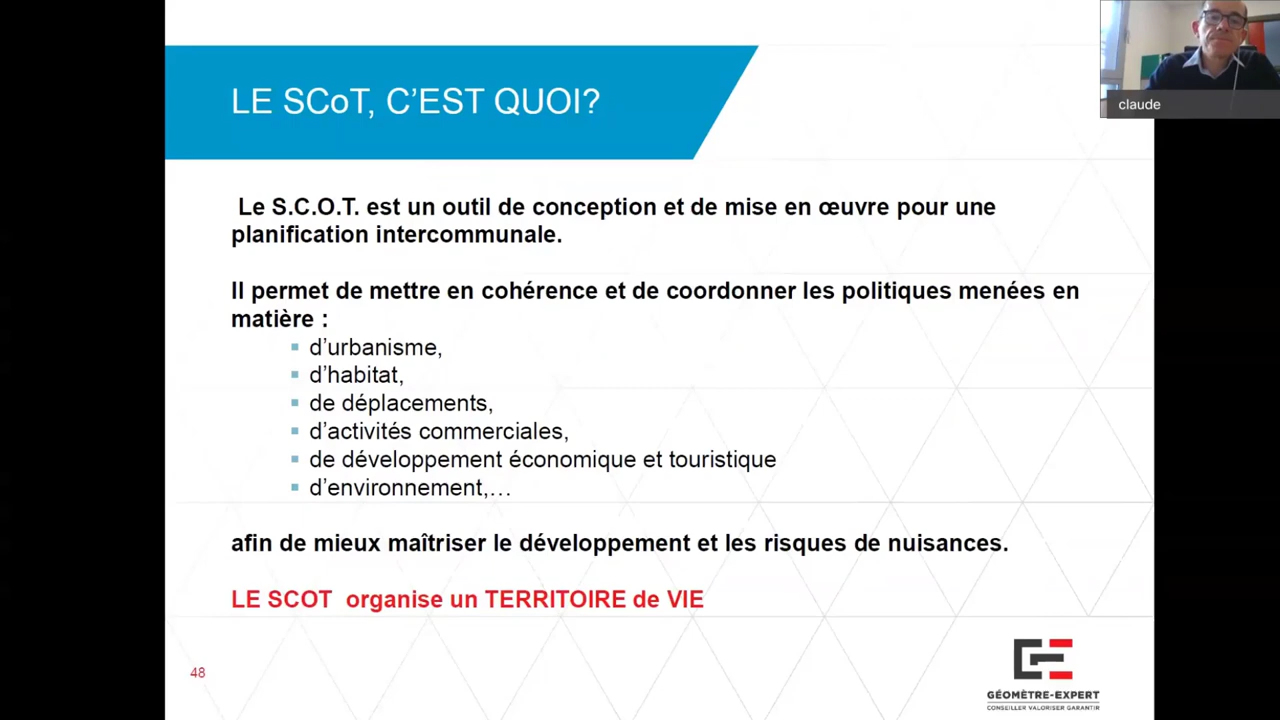 LE SCoT, C’EST QUOI?
claude
Le S.C.O.T. est un outil de conception et de mise en œuvre pour une
planification intercommunale.
Il permet de mettre en cohérence et de coordonner les politiques menées en
matière :
d’urbanisme,
d’habitat,
de déplacements,
d’activités commerciales,
de développement économique et touristique
d’environnement,…
afin de mieux maîtriser le développement et les risques de nuisances.
LE SCOT organise un TERRITOIRE de VIE
48
GÉOMÈTRE-EXPERT
CONSEILLER VALORISER GARANTIR